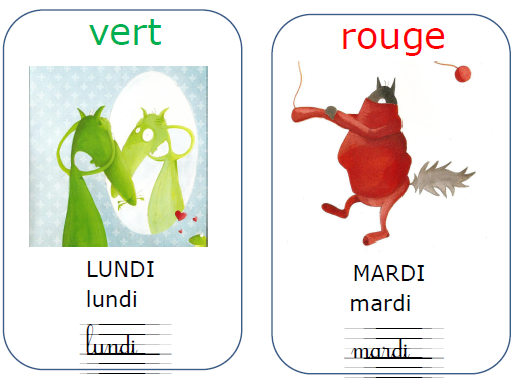 vert
LUNDI
lundi
lundi
rouge
MARDI
mardi
mardi